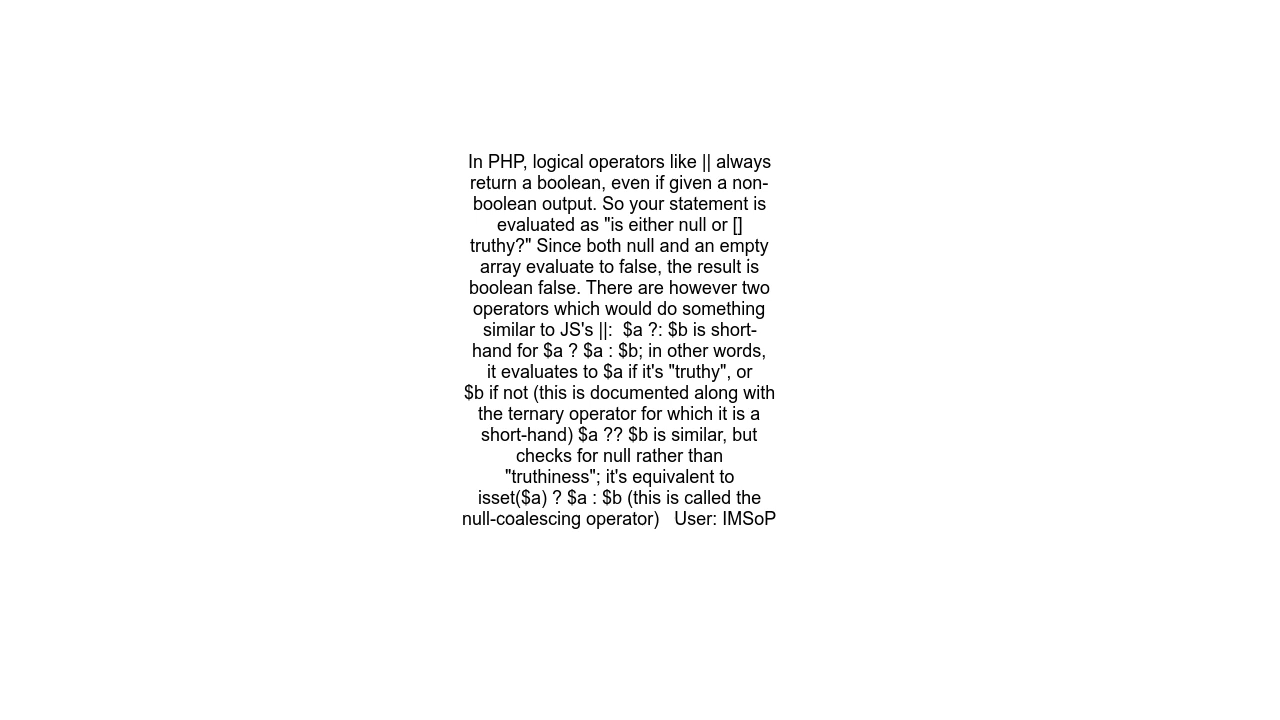 In PHP, logical operators like || always
return a boolean, even if given a non-
boolean output. So your statement is
evaluated as "is either null or []
truthy?" Since both null and an empty
array evaluate to false, the result is
boolean false. There are however two
operators which would do something
similar to JS's ||:  $a ?: $b is short-
hand for $a ? $a : $b; in other words,
it evaluates to $a if it's "truthy", or
$b if not (this is documented along with
the ternary operator for which it is a
short-hand) $a ?? $b is similar, but
checks for null rather than
"truthiness"; it's equivalent to
isset($a) ? $a : $b (this is called the
null-coalescing operator)   User: IMSoP